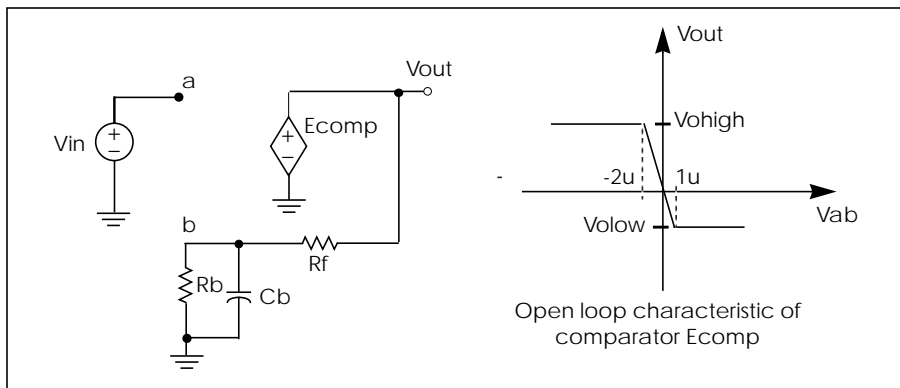 a
Vin
+
−
Ecomp
+
−
Vout
b
Rb
Cb
Rf
-
Vout
Vohigh
-2u
1u
Vab
Volow
Open loop characteristic of
comparator Ecomp